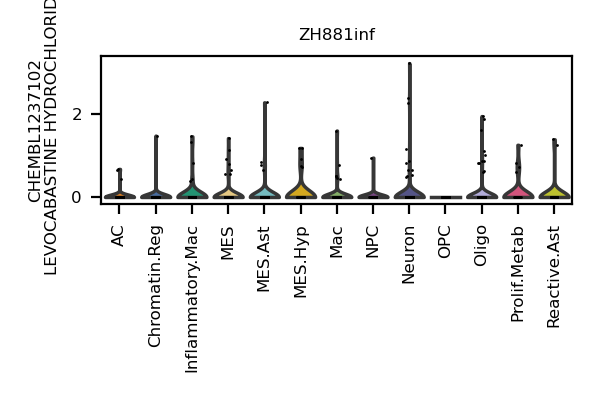 ZH881inf
CHEMBL1237102
LEVOCABASTINE HYDROCHLORID
2
0
AC
Chromatin.Reg
Inflammatory.Mac
MES
MES.Ast
MES.Hyp
Mac
NPC
Neuron
OPC
Oligo
Prolif.Metab
Reactive.Ast